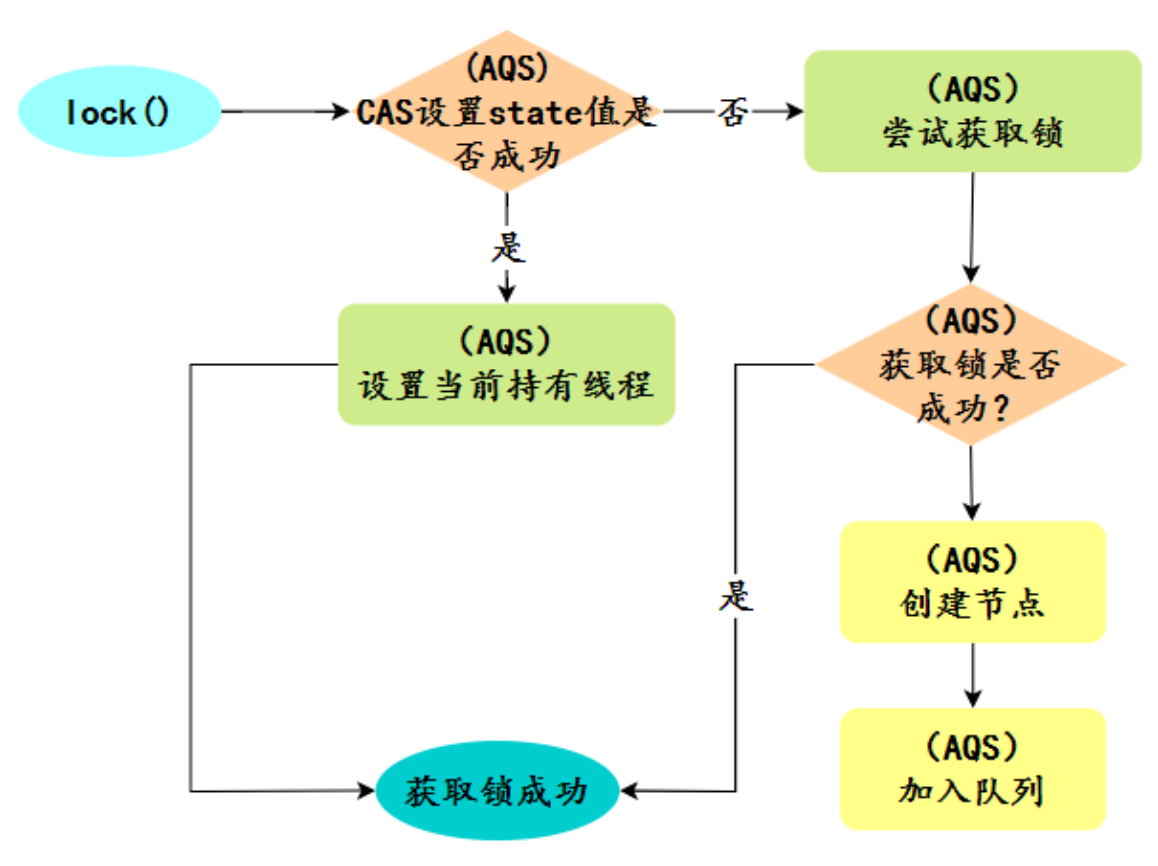 lock()
(AQS)
CAS设置state值是
否成功
否
(AQS)
尝试获取锁
是
(AQS)
设置当前持有线程
(AQS)
获取锁是否
成功?
是
(AQS)
创建节点
(AQS)
加入队列
获取锁成功